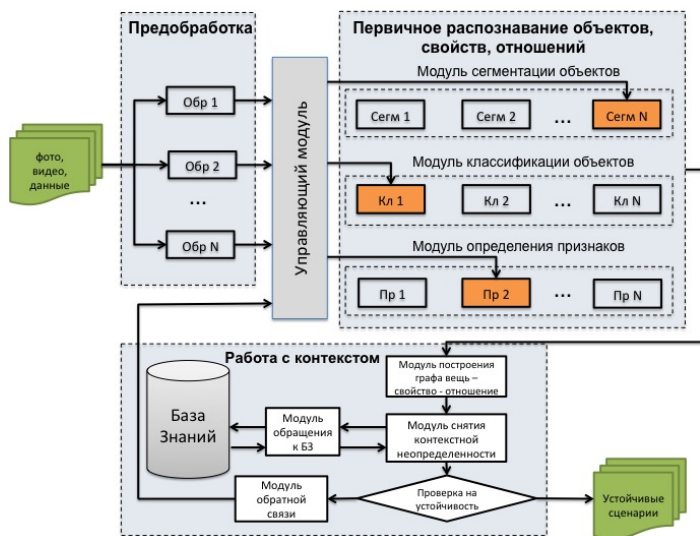 Предобработка
Обр 1
Обр 2
...
Обр N
фото,
видео,
данные
Управляющий модуль
Первичное распознавание объектов,
свойств, отношений
Модуль сегментации объектов
Сегм 1
Сегм 2
...
Сегм N
Модуль классификации объектов
Кл 1
Кл 2
...
Кл N
Модуль определения признаков
Пр 1
Пр 2
...
Пр N
Работа с контекстом
База
Знаний
Модуль
обращения
к БЗ
Модуль построения
графа вещь –
свойство - отношение
Модуль снятия
контекстной
неопределенности
Модуль
обратной
связи
Проверка на
устойчивость
Устойчивые
сценарии